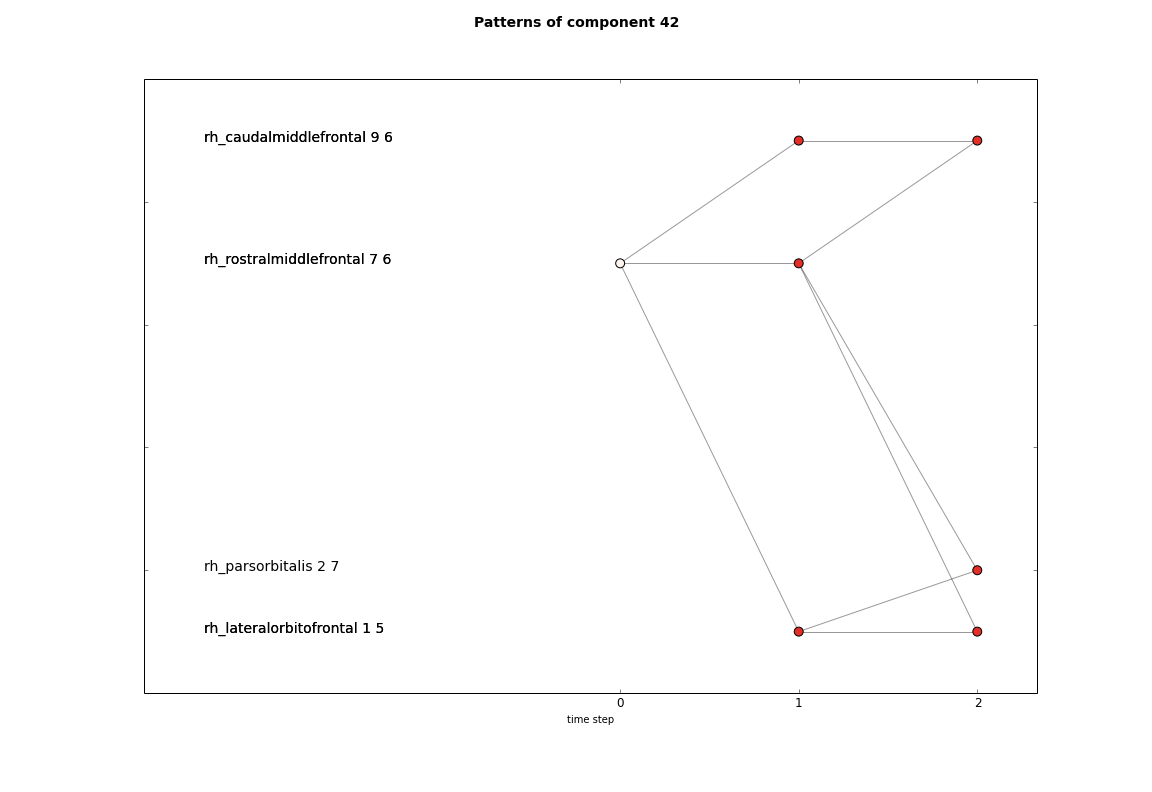 Patterns of component 42
rh_caudalmiddlefrontal 9 6
rh_rostralmiddlefrontal 7 6
rh_parsorbitalis 2 7
rh_lateralorbitofrontal 1 5
0 1 2
time step